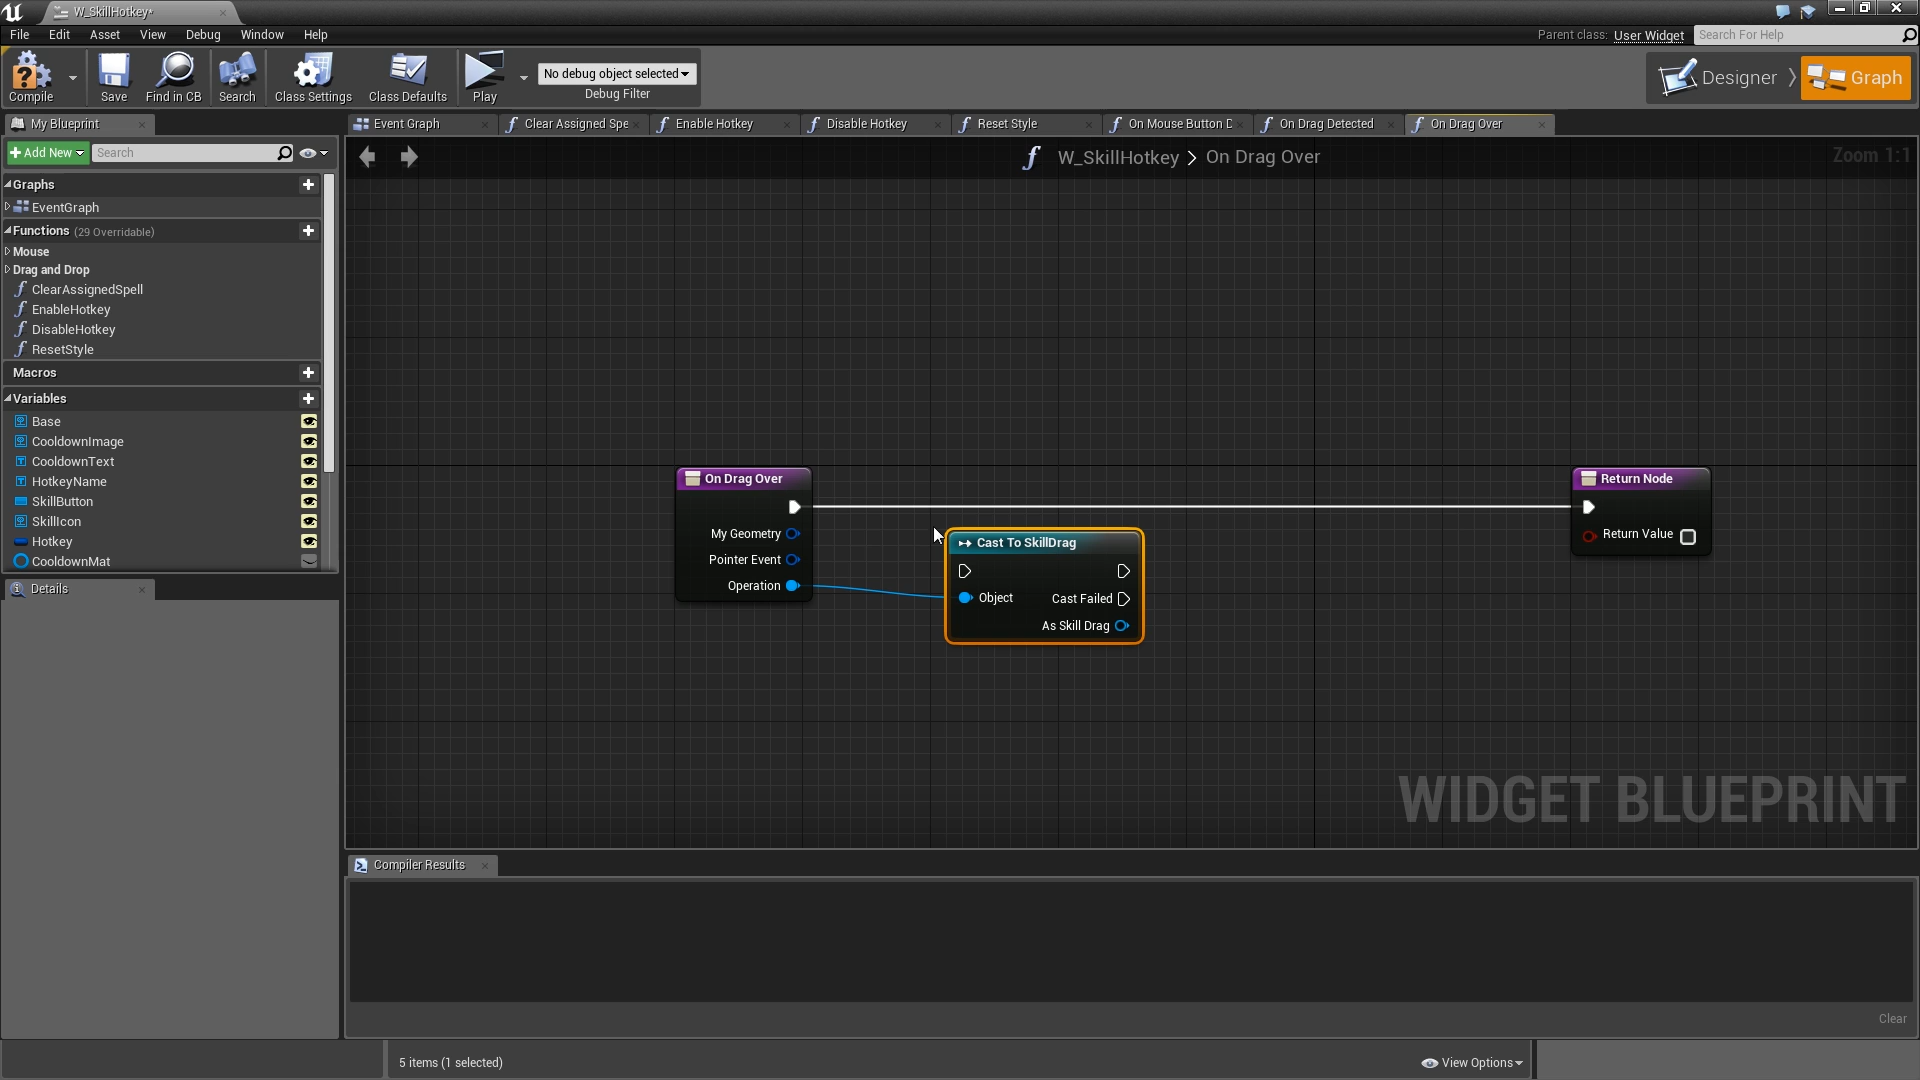 W_SkillHotkey*
File Edit Asset View Debug Window Help
Parent class: User Widget
Search For Help
Compile
Save
Find in CB
Search
Class Settings
Class Defaults
Play
No debug object selected
Debug Filter
Designer
Graph
My Blueprint
Event Graph
Clear Assigned Spe
Enable Hotkey
Disable Hotkey
Reset Style
On Mouse Button D
On Drag Detected
On Drag Over
Add New
Search
W_SkillHotkey > On Drag Over
Zoom 1:1
Graphs
EventGraph
Functions (29 Overridable)
Mouse
Drag and Drop
ClearAssignedSpell
EnableHotkey
DisableHotkey
ResetStyle
Macros
Variables
Base
CooldownImage
CooldownText
HotkeyName
SkillButton
SkillIcon
Hotkey
CooldownMat
Details
On Drag Over
My Geometry
Pointer Event
Operation
Cast To SkillDrag
Object
Cast Failed
As Skill Drag
Return Node
Return Value
WIDGET BLUEPRINT
Compiler Results
Clear
5 items (1 selected)
View Options